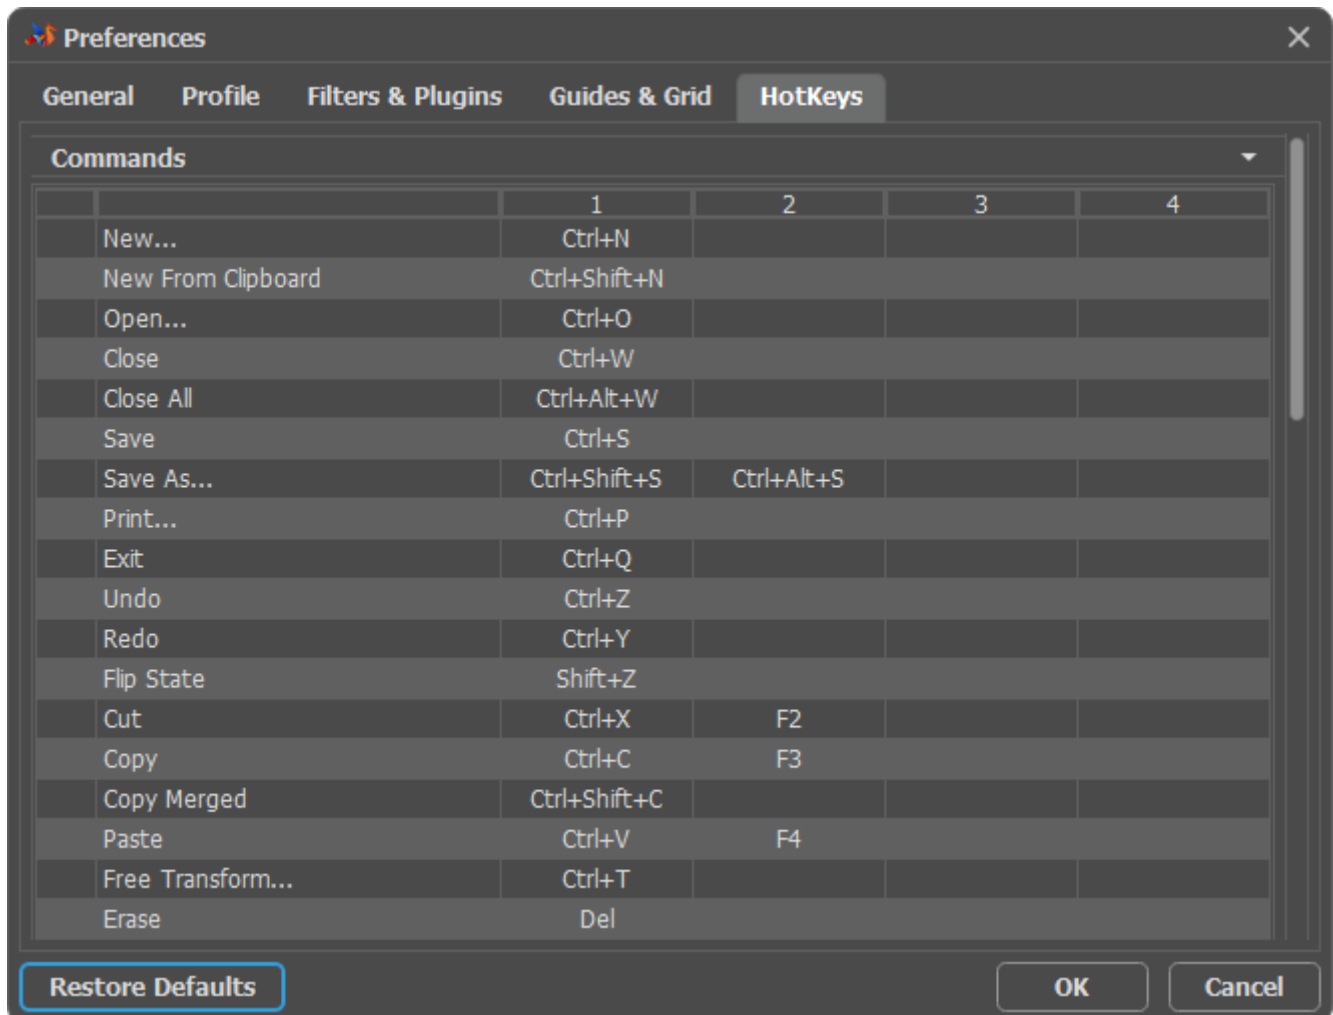 Preferences
General Profile Filters & Plugins Guides & Grid HotKeys
Commands
1 2 3 4
New... Ctrl+N
New From Clipboard Ctrl+Shift+N
Open... Ctrl+O
Close Ctrl+W
Close All Ctrl+Alt+W
Save Ctrl+S
Save As... Ctrl+Shift+S Ctrl+Alt+S
Print... Ctrl+P
Exit Ctrl+Q
Undo Ctrl+Z
Redo Ctrl+Y
Flip State Shift+Z
Cut Ctrl+X F2
Copy Ctrl+C F3
Copy Merged Ctrl+Shift+C
Paste Ctrl+V F4
Free Transform... Ctrl+T
Erase Del
Restore Defaults OK Cancel